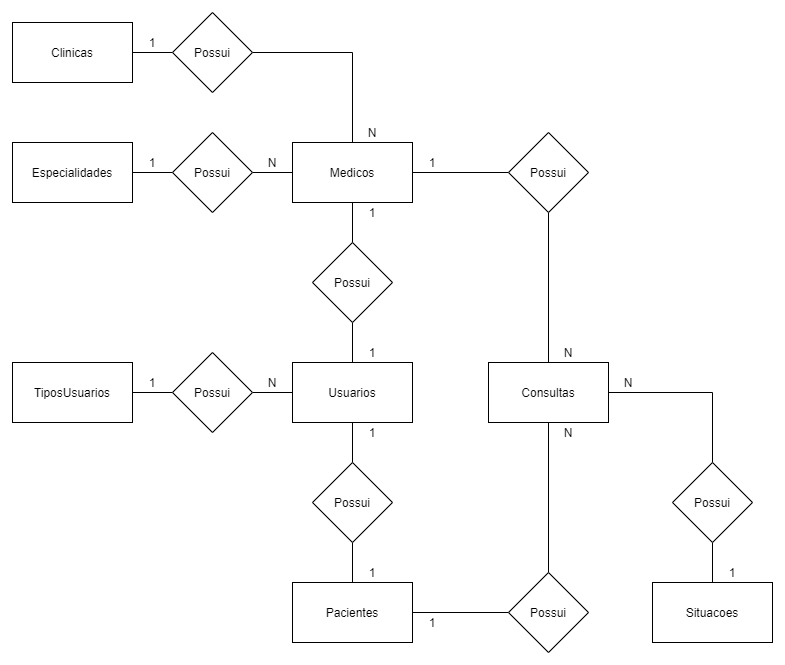 Clinicas
1
Possui
N
Especialidades
1
Possui
N
Medicos
1
Possui
1
Possui
1
N
TiposUsuarios
1
Possui
N
Usuarios
Consultas
N
1
N
Possui
Possui
1
1
Pacientes
1
Possui
Situacoes